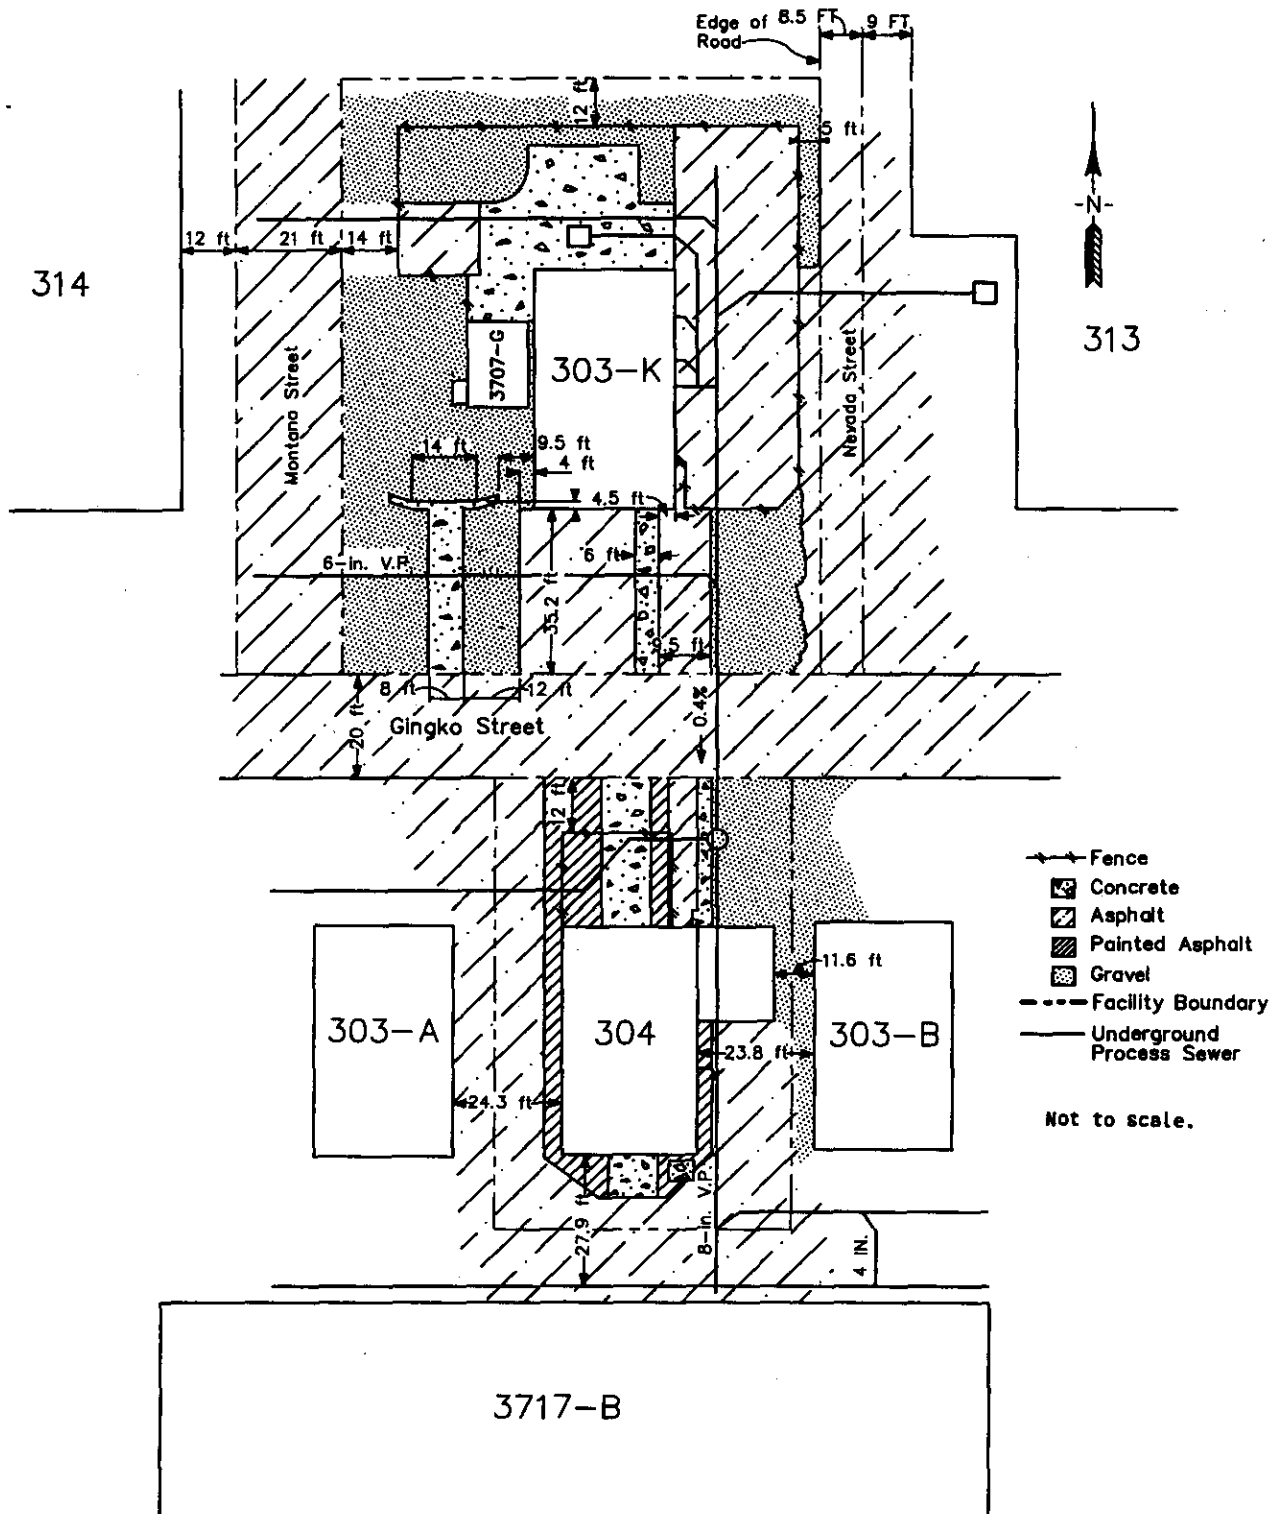 Edge of 8.5 FT 9 FT
Road
12 ft
5 ft
-N-
12 ft 21 ft 14 ft
314
313
Montana Street
3707-G
303-K
Nevada Street
14 ft
9.5 ft
4 ft
4.5 ft
6-in. V.P.
6 ft
35.2 ft
5 ft
8 ft 12 ft
20 ft
Gingko Street
0.4%
12 ft
Fence
Concrete
Asphalt
Painted Asphalt
Gravel
Facility Boundary
Underground
Process Sewer
11.6 ft
303-A
304
303-B
23.8 ft
24.3 ft
Not to scale.
27.9 ft
8-in. V.P.
4 IN.
3717-B